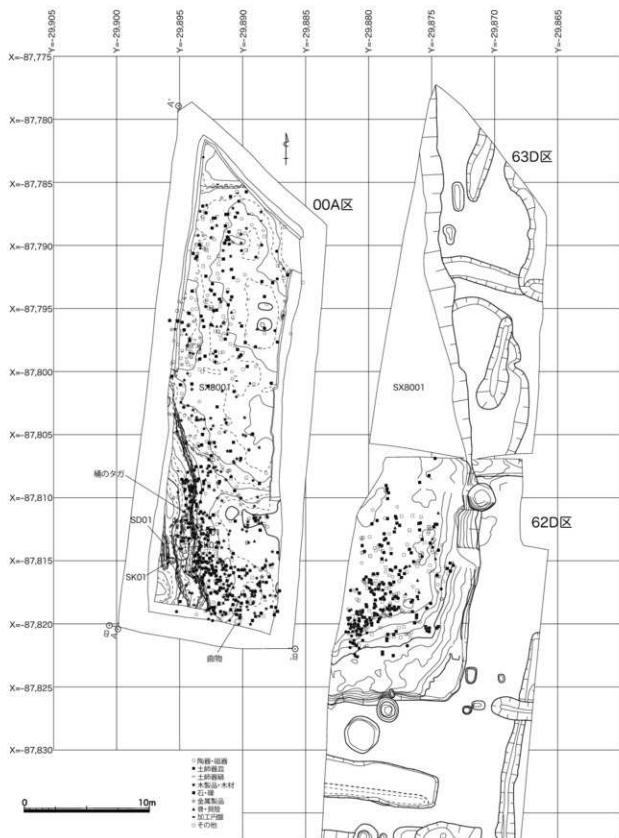 Y=-29,905
Y=-29,900
Y=-29,895
Y=-29,890
Y=-29,885
Y=-29,880
Y=-29,875
Y=-29,870
Y=-29,865
X=-87,775
X=-87,780
X=-87,785
X=-87,790
X=-87,795
X=-87,800
X=-87,805
X=-87,810
X=-87,815
X=-87,820
X=-87,825
X=-87,830
A'
00A区
63D区
SX8001
SX8001
桶のタガ
SD01
SK01
62D区
B
A
B'
曲物
陶器・磁器
土師器皿
土師器鍋
木製品・木材
石・礫
金属製品
骨・貝殻
加工円盤
その他
0
10m